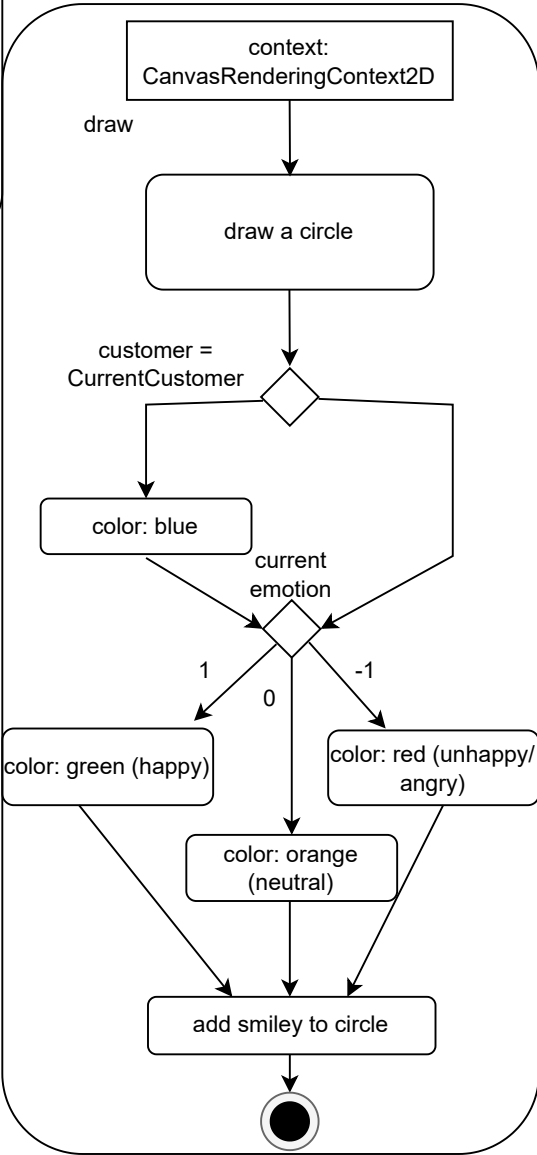 context:
CanvasRenderingContext2D
draw
draw a circle
customer =
CurrentCustomer
color: blue
current
emotion
1
0
-1
color: green (happy)
color: red (unhappy/
angry)
color: orange
(neutral)
add smiley to circle